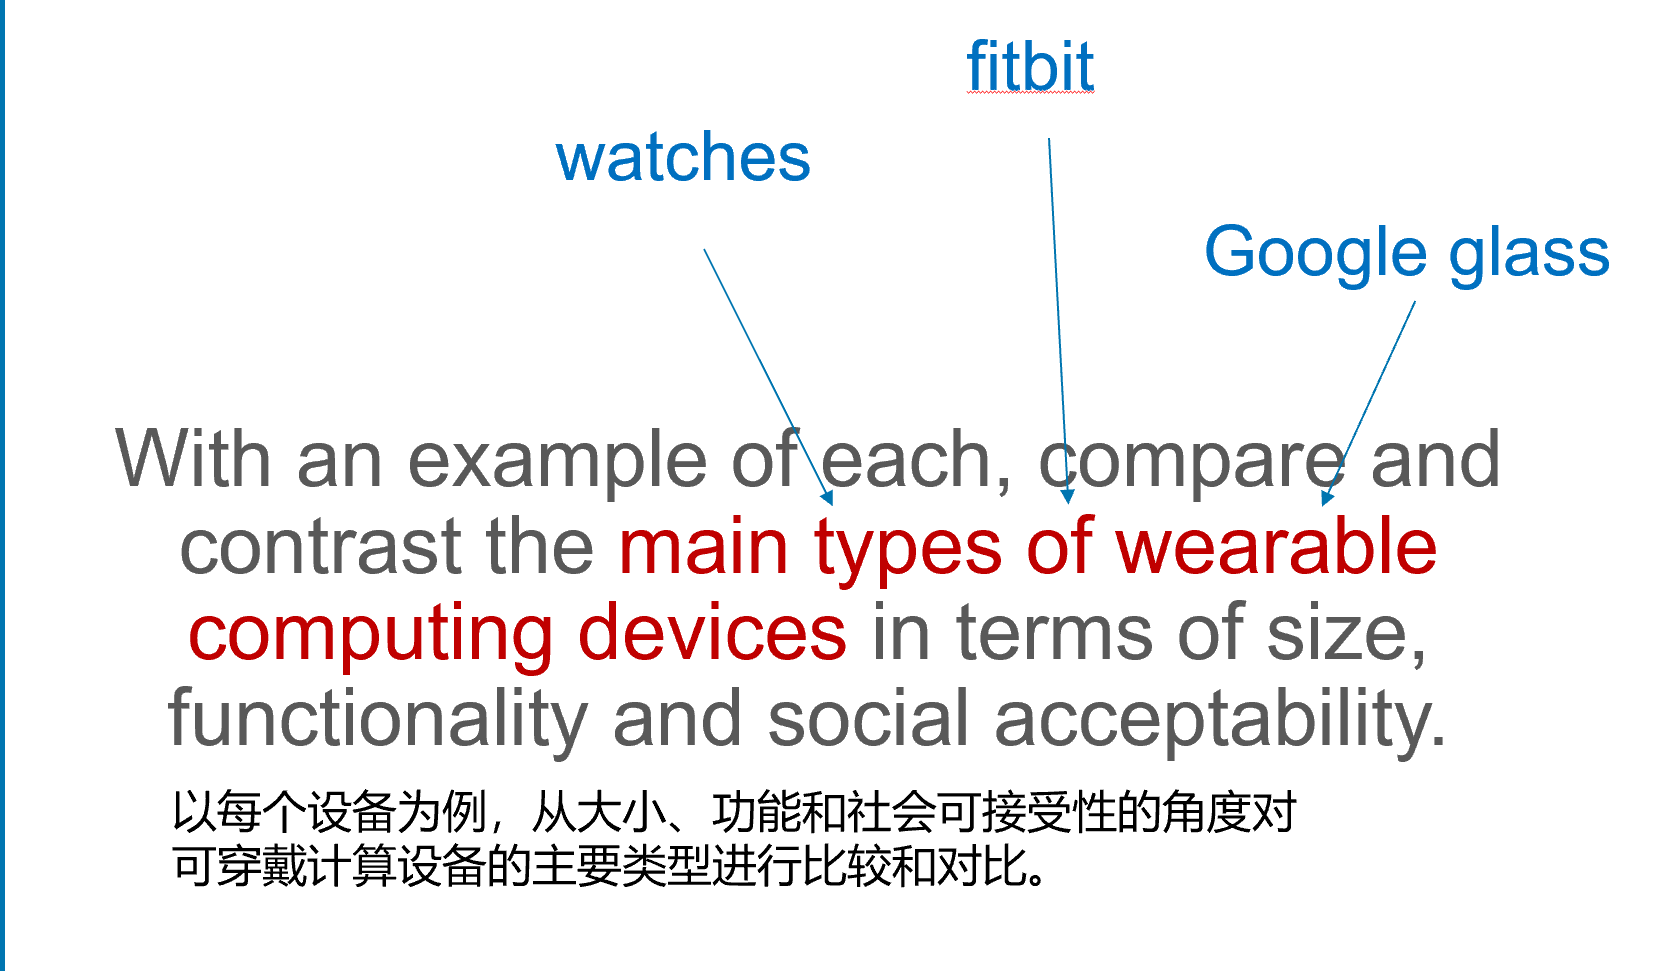 fitbit
watches
Google glass
With an example of each, compare and
contrast the main types of wearable
computing devices in terms of size,
functionality and social acceptability.
以每个设备为例，从大小、功能和社会可接受性的角度对
可穿戴计算设备的主要类型进行比较和对比。